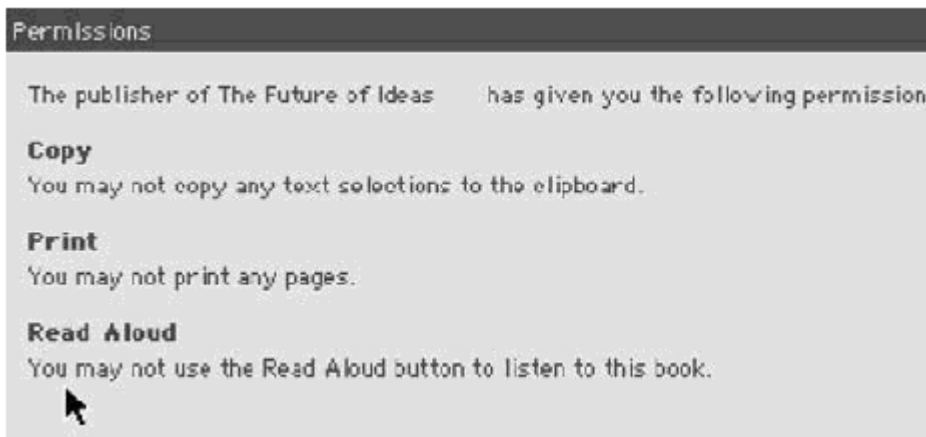 Permissions
The publisher of The Future of Ideas has given you the following permission
Copy
You may not copy any text selections to the clipboard.
Print
You may not print any pages.
Read Aloud
You may not use the Read Aloud button to listen to this book.